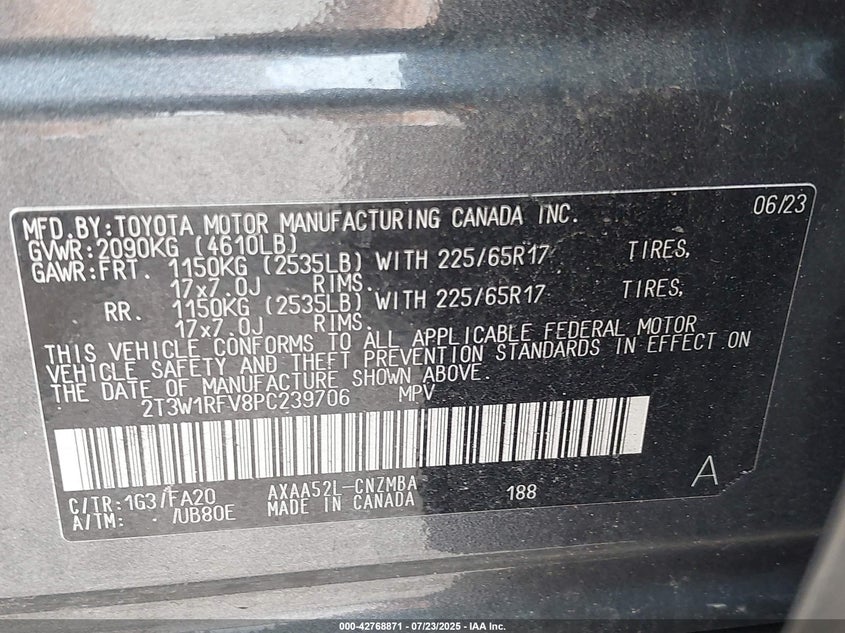 06/23
MFD.BY:TOYOTA MOTOR MANUFACTURING CANADA INC.
GVWR:2090KG (4610LB)
GAWR:FRT. 1150KG (2535LB) WITH 225/65R17 TIRES,
17x7.0J RIMS.
RR. 1150KG (2535LB) WITH 225/65R17 TIRES,
17x7.0J RIMS.
THIS VEHICLE CONFORMS TO ALL APPLICABLE FEDERAL MOTOR
VEHICLE SAFETY AND THEFT PREVENTION STANDARDS IN EFFECT ON
THE DATE OF MANUFACTURE SHOWN ABOVE.
2T3W1RFV8PC239706 MPV
C/TR:1G3/FA20 AXAA52L-CNZMBA 188 A
A/TM: /UB80E MADE IN CANADA
000-42768871 - 07/23/2025 - IAA Inc.